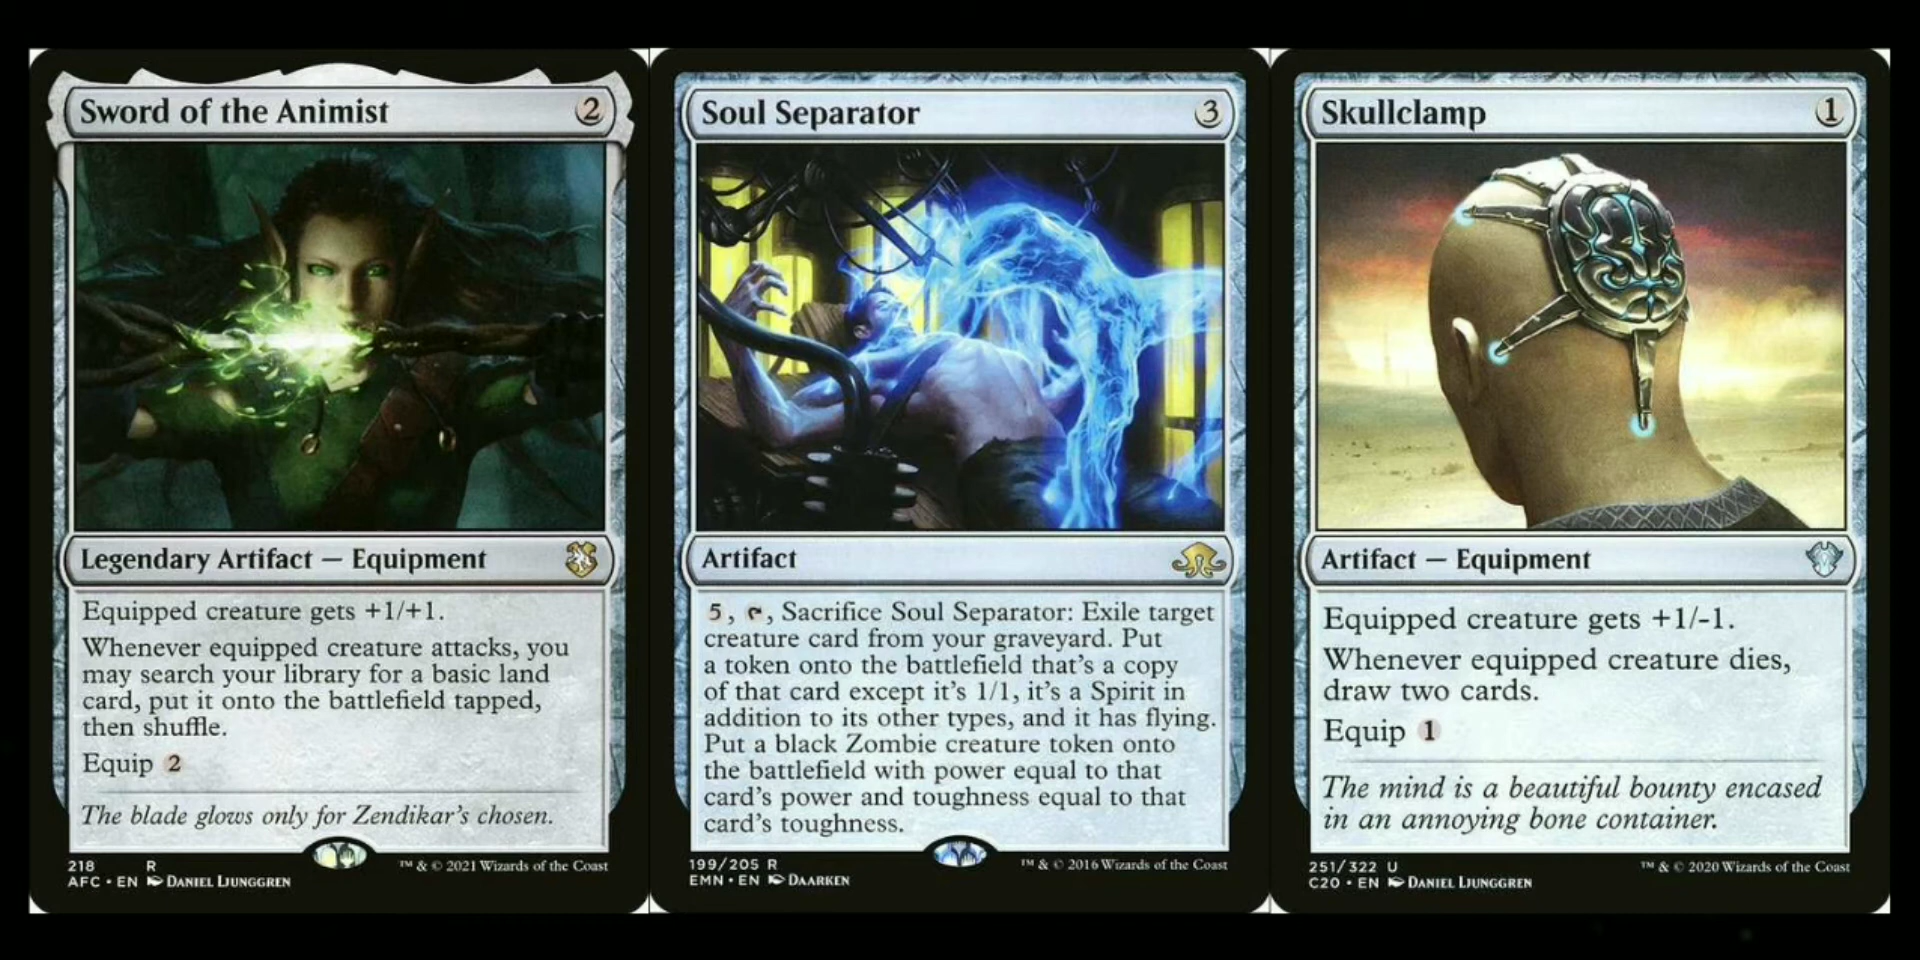 Sword of the Animist 2
Legendary Artifact — Equipment
Equipped creature gets +1/+1.
Whenever equipped creature attacks, you
may search your library for a basic land
card, put it onto the battlefield tapped,
then shuffle.
Equip 2
The blade glows only for Zendikar's chosen.
218 R
AFC • EN DANIEL LJUNGGREN
™ & © 2021 Wizards of the Coast
Soul Separator 3
Artifact
5, , Sacrifice Soul Separator: Exile target
creature card from your graveyard. Put
a token onto the battlefield that's a copy
of that card except it's 1/1, it's a Spirit in
addition to its other types, and it has flying.
Put a black Zombie creature token onto
the battlefield with power equal to that
card's power and toughness equal to that
card's toughness.
199/205 R
EMN • EN DAARKEN
™ & © 2016 Wizards of the Coast
Skullclamp 1
Artifact — Equipment
Equipped creature gets +1/-1.
Whenever equipped creature dies,
draw two cards.
Equip 1
The mind is a beautiful bounty encased
in an annoying bone container.
251/322 U
C20 • EN DANIEL LJUNGGREN
™ & © 2020 Wizards of the Coast